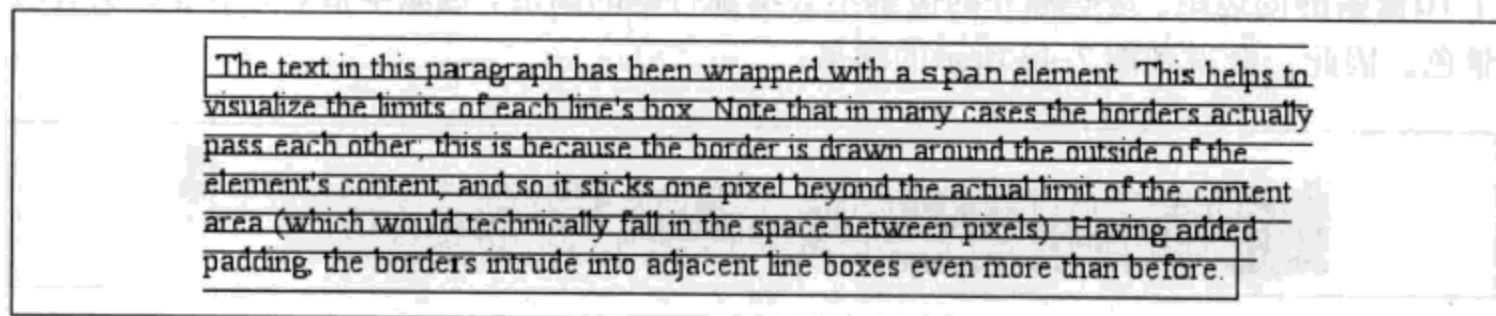 The text in this paragraph has been wrapped with a span element. This helps to
visualize the limits of each line's box. Note that in many cases the borders actually
pass each other; this is because the border is drawn around the outside of the
element's content, and so it sticks one pixel beyond the actual limit of the content
area (which would technically fall in the space between pixels). Having added
padding, the borders intrude into adjacent line boxes even more than before.